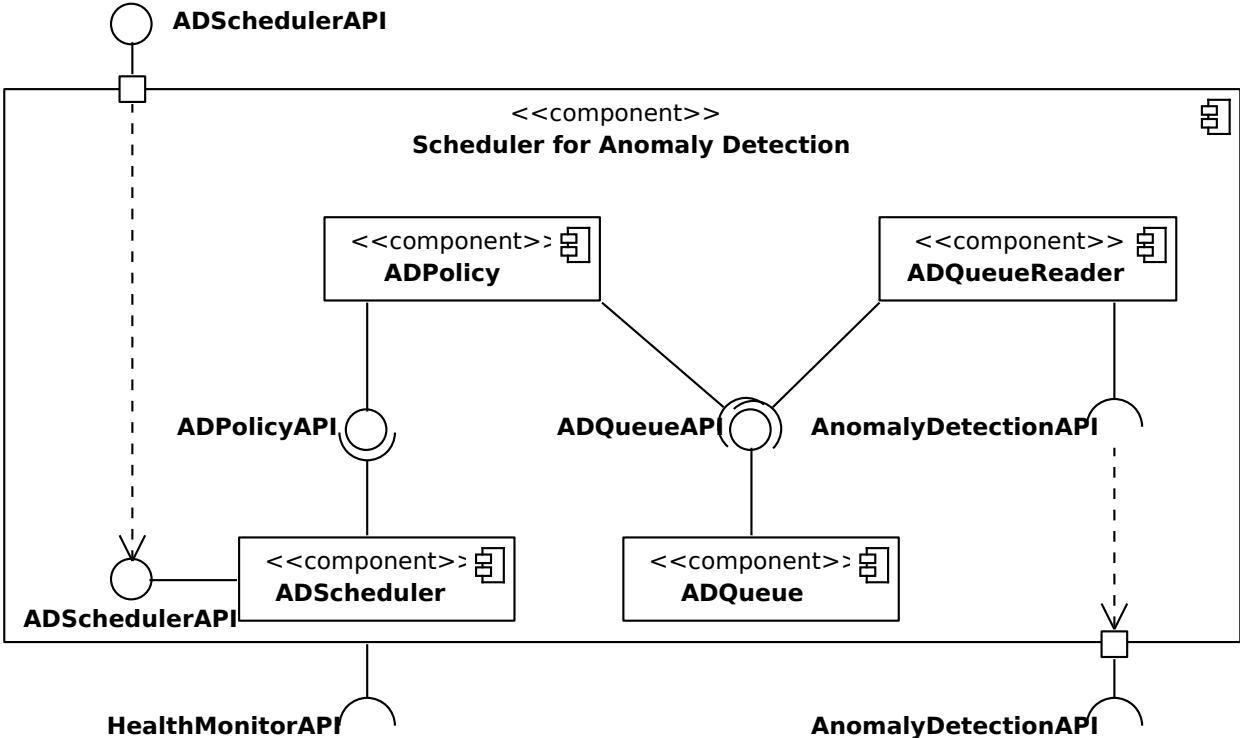 ADSchedulerAPI
<<component>>
Scheduler for Anomaly Detection
<<component>>
ADPolicy
<<component>>
ADQueueReader
ADPolicyAPI
ADQueueAPI
AnomalyDetectionAPI
<<component>>
ADScheduler
<<component>>
ADQueue
ADSchedulerAPI
HealthMonitorAPI
AnomalyDetectionAPI